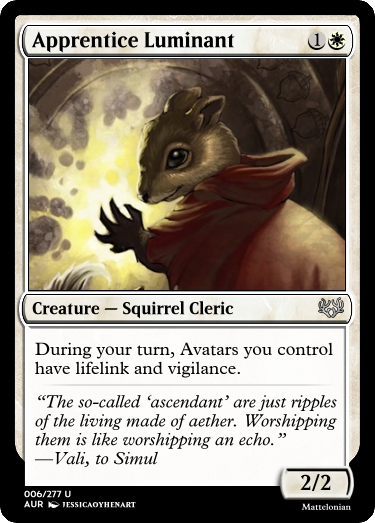 Apprentice Luminant 1
Creature — Squirrel Cleric
During your turn, Avatars you control
have lifelink and vigilance.
“The so-called ‘ascendant’ are just ripples
of the living made of aether. Worshipping
them is like worshipping an echo.”
—Vali, to Simul
2/2
006/277 U
AUR JESSICAOYHENART
Mattelonian